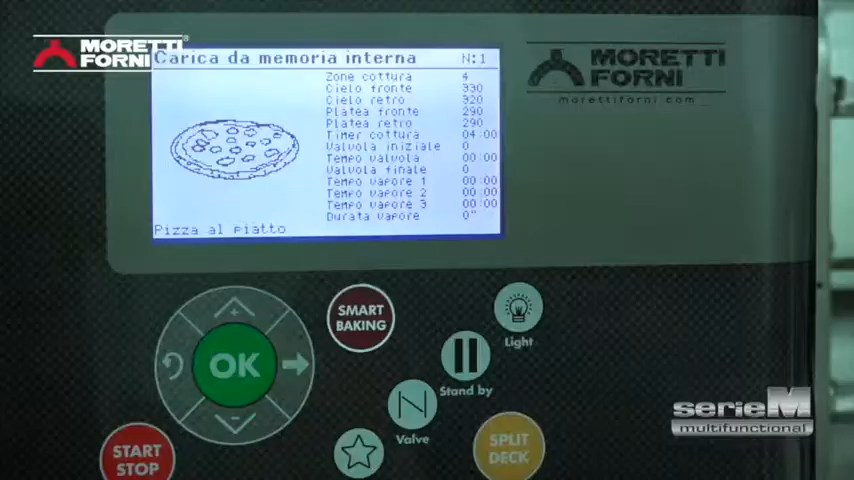 MORETTI
FORNI
Carica da memoria interna N:1
Zone cottura 4
Cielo fronte 330
Cielo retro 320
Platea fronte 290
Platea retro 290
Timer cottura 04:00
Valvola iniziale 0
Tempo valvola 00:00
Valvola finale 0
Tempo vapore 1 00:00
Tempo vapore 2 00:00
Tempo vapore 3 00:00
Durata vapore 0"
Pizza al piatto
MORETTI
FORNI
morettiforni.com
SMART
BAKING
OK
Light
Stand by
Valve
START
STOP
SPLIT
DECK
serieM
multifunctional